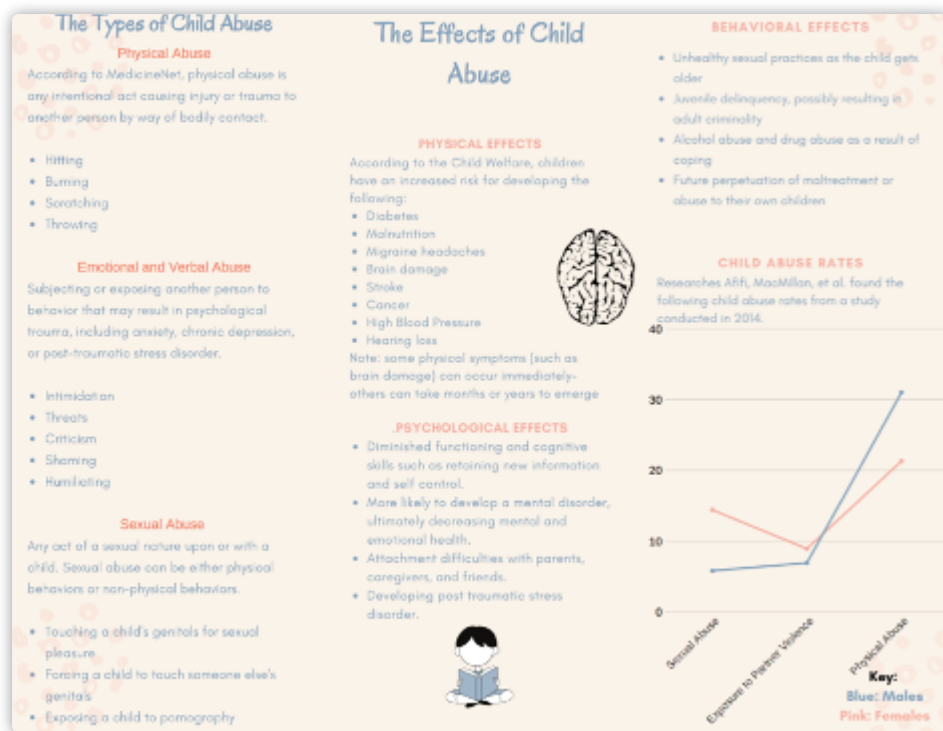 The Types of Child Abuse
Physical Abuse
According to MedicineNet, physical abuse is
any intentional act causing injury or trauma to
another person by way of bodily contact.
• Hitting
• Burning
• Scratching
• Throwing
Emotional and Verbal Abuse
Subjecting or exposing another person to
behavior that may result in psychological
trauma, including anxiety, chronic depression,
or post-traumatic stress disorder.
• Intimidation
• Threats
• Criticism
• Shaming
• Humiliating
Sexual Abuse
Any act of a sexual nature upon or with a
child. Sexual abuse can be either physical
behaviors or non-physical behaviors.
• Touching a child's genitals for sexual
pleasure
• Forcing a child to touch someone else's
genitals
• Exposing a child to pornography
The Effects of Child
Abuse
PHYSICAL EFFECTS
According to the Child Welfare, children
have an increased risk for developing the
following:
• Diabetes
• Malnutrition
• Migraine headaches
• Brain damage
• Stroke
• Cancer
• High Blood Pressure
• Hearing loss
Note: some physical symptoms (such as
brain damage) can occur immediately-
others can take months or years to emerge
.PSYCHOLOGICAL EFFECTS
• Diminished functioning and cognitive
skills such as retaining new information
and self control.
• More likely to develop a mental disorder,
ultimately decreasing mental and
emotional health.
• Attachment difficulties with parents,
caregivers, and friends.
• Developing post traumatic stress
disorder.
BEHAVIORAL EFFECTS
• Unhealthy sexual practices as the child gets
older
• Juvenile delinquency, possibly resulting in
adult criminality
• Alcohol abuse and drug abuse as a result of
coping
• Future perpetuation of maltreatment or
abuse to their own children
CHILD ABUSE RATES
Researches Afifi, MacMillan, et al. found the
following child abuse rates from a study
conducted in 2014.
40
30
20
10
0
Sexual Abuse
Exposure to Partner Violence
Physical Abuse
Key:
Blue: Males
Pink: Females